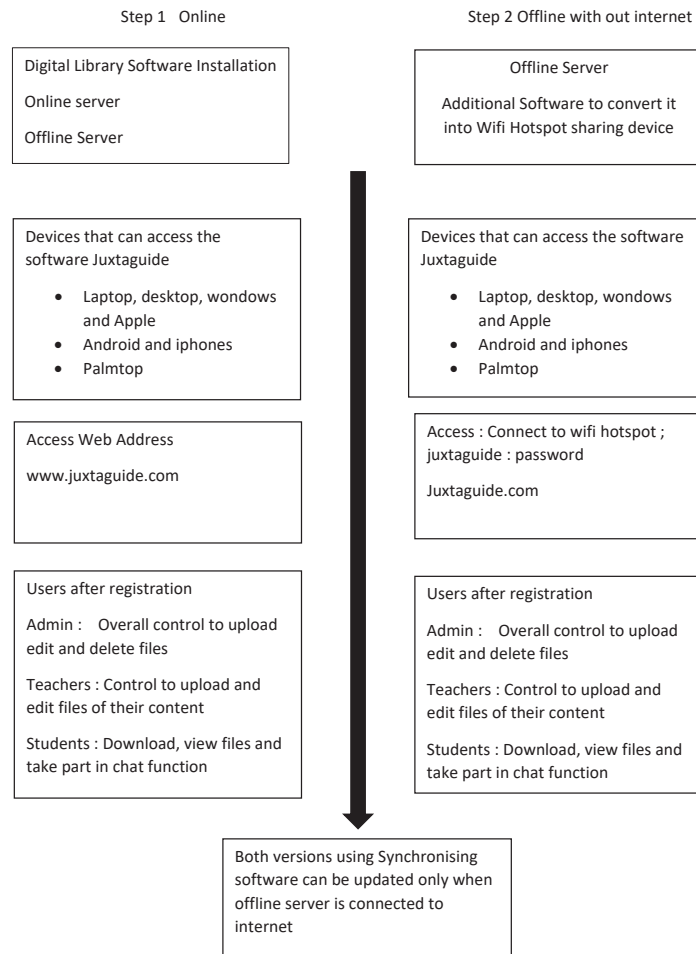 Step 1   Online
Digital Library Software Installation
Online server
Offline Server
Devices that can access the
software Juxtaguide
• Laptop, desktop, wondows
and Apple
• Android and iphones
• Palmtop
Access Web Address
www.juxtaguide.com
Users after registration
Admin :   Overall control to upload
edit and delete files
Teachers : Control to upload and
edit files of their content
Students : Download, view files and
take part in chat function
Step 2 Offline with out internet
Offline Server
Additional Software to convert it
into Wifi Hotspot sharing device
Devices that can access the software
Juxtaguide
• Laptop, desktop, wondows
and Apple
• Android and iphones
• Palmtop
Access : Connect to wifi hotspot ;
juxtaguide : password
Juxtaguide.com
Users after registration
Admin :   Overall control to upload
edit and delete files
Teachers : Control to upload and
edit files of their content
Students : Download, view files and
take part in chat function
Both versions using Synchronising
software can be updated only when
offline server is connected to
internet